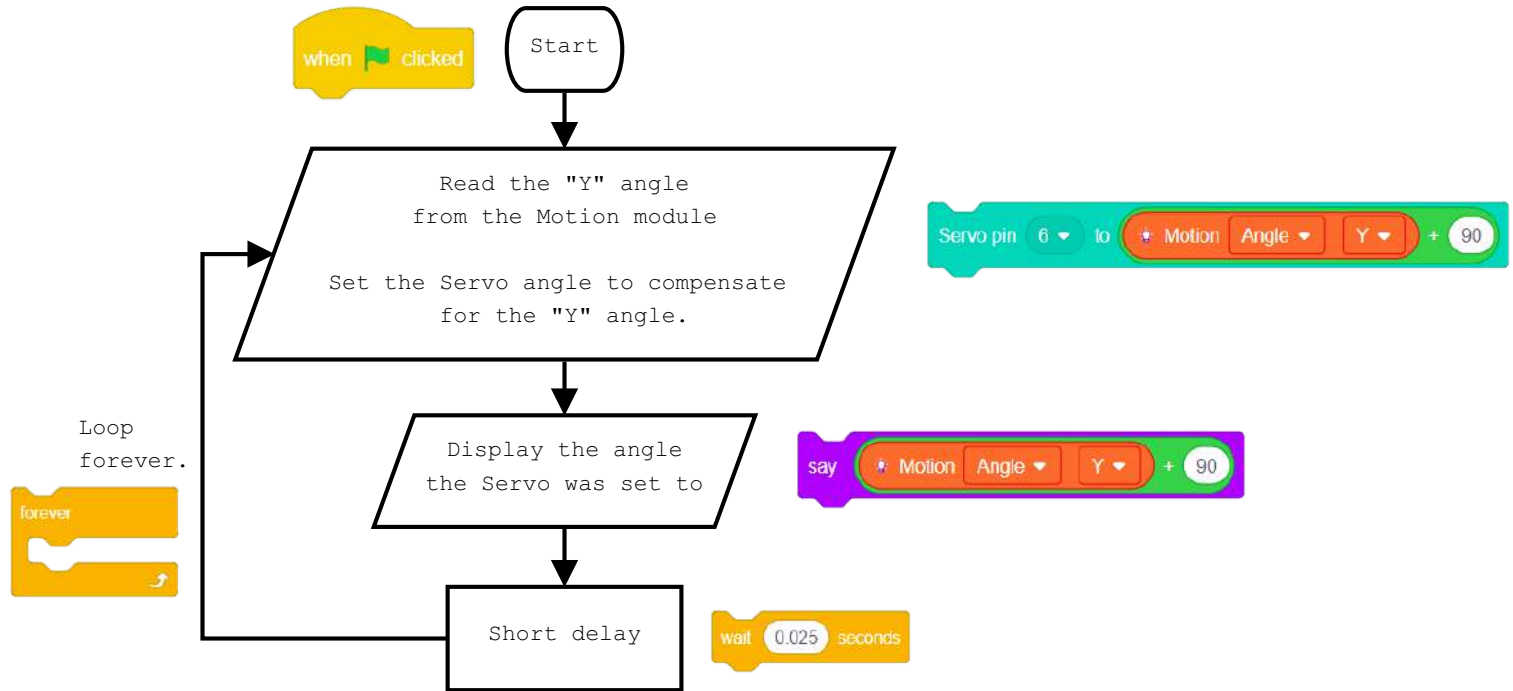 when clicked
Start
Read the "Y" angle
from the Motion module
Set the Servo angle to compensate
for the "Y" angle.
Servo pin 6 to Motion Angle Y + 90
Loop
forever.
Display the angle
the Servo was set to
say Motion Angle Y + 90
forever
Short delay
wait 0.025 seconds